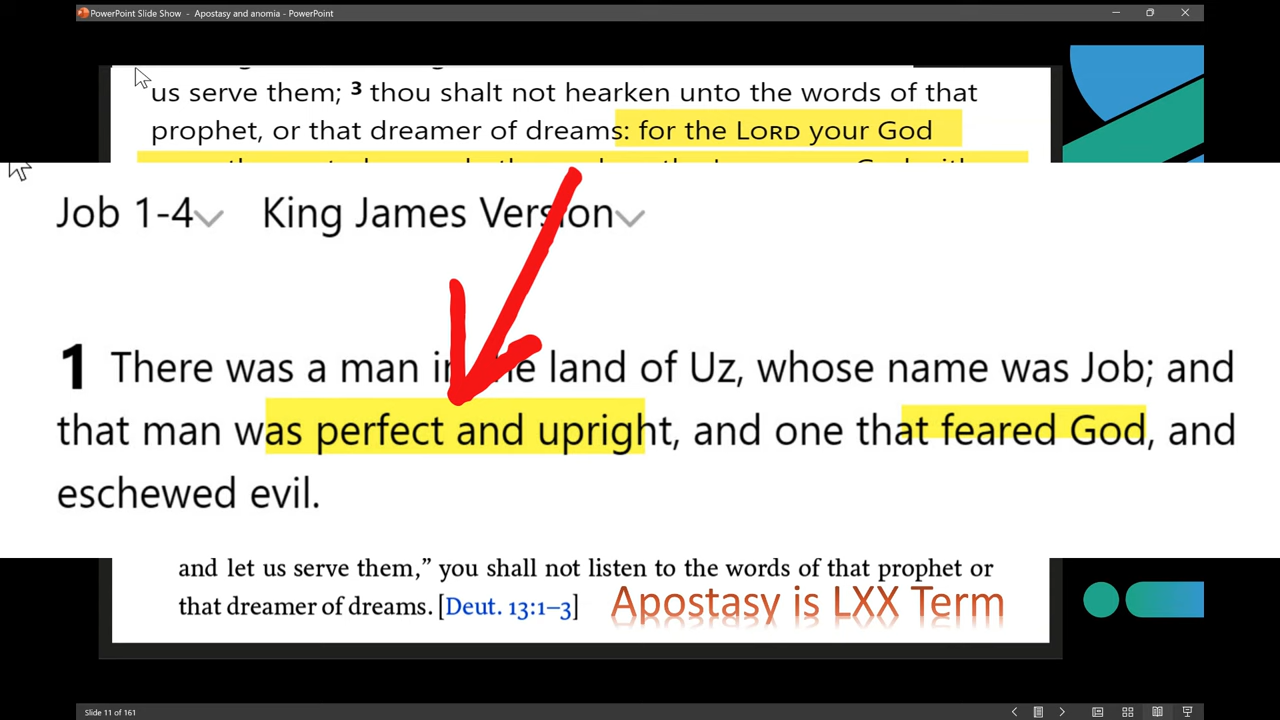 PowerPoint Slide Show - Apostasy and anomia - PowerPoint
us serve them; 3 thou shalt not hearken unto the words of that
prophet, or that dreamer of dreams: for the LORD your God
Job 1-4 King James Version
1 There was a man in the land of Uz, whose name was Job; and
that man was perfect and upright, and one that feared God, and
eschewed evil.
and let us serve them,” you shall not listen to the words of that prophet or
that dreamer of dreams. [Deut. 13:1–3]
Apostasy is LXX Term
Slide 11 of 161